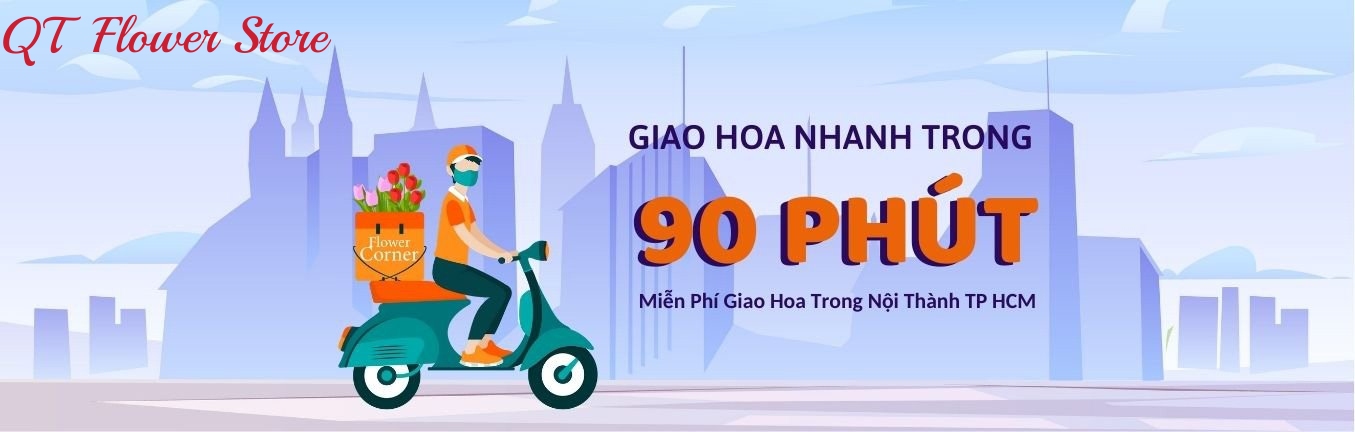 QT Flower Store
GIAO HOA NHANH TRONG
90 PHÚT
Miễn Phí Giao Hoa Trong Nội Thành TP HCM
Flower
Corner